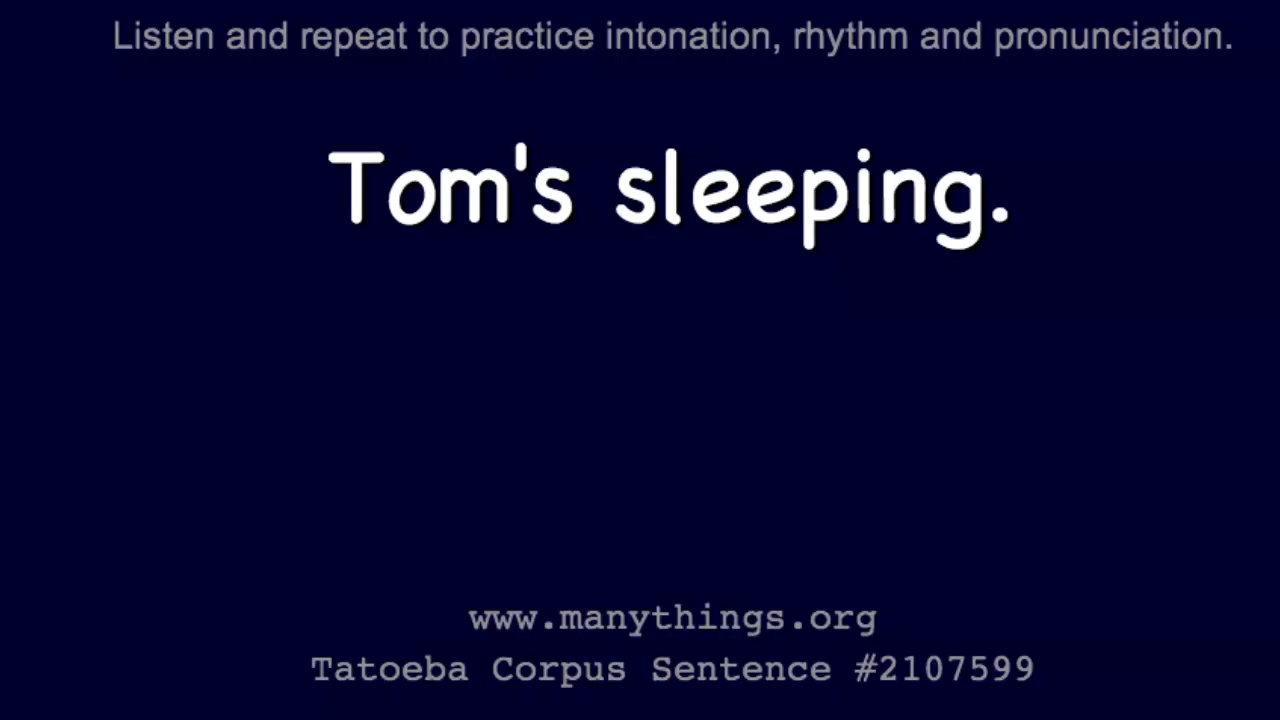 Listen and repeat to practice intonation, rhythm and pronunciation.
Tom's sleeping.
www.manythings.org
Tatoeba Corpus Sentence #2107599